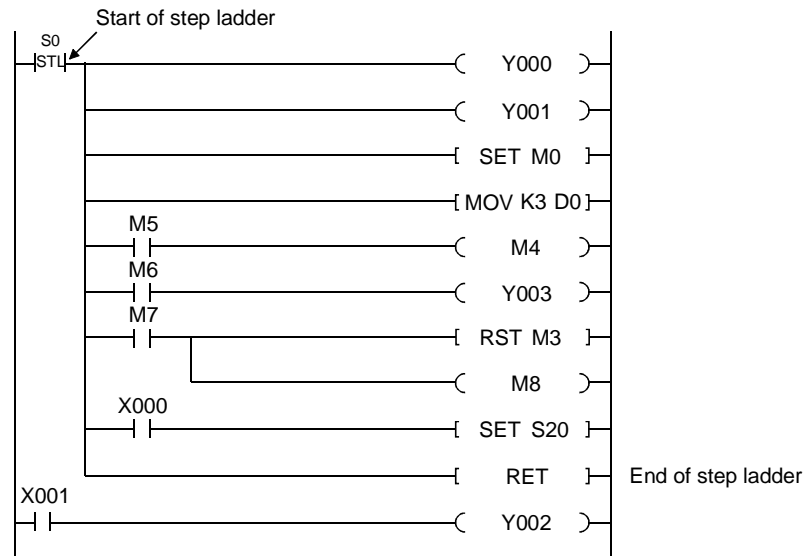 Start of step ladder
S0
STL
Y000
Y001
SET M0
MOV K3 D0
M5
M4
M6
Y003
M7
RST M3
M8
X000
SET S20
RET
End of step ladder
X001
Y002